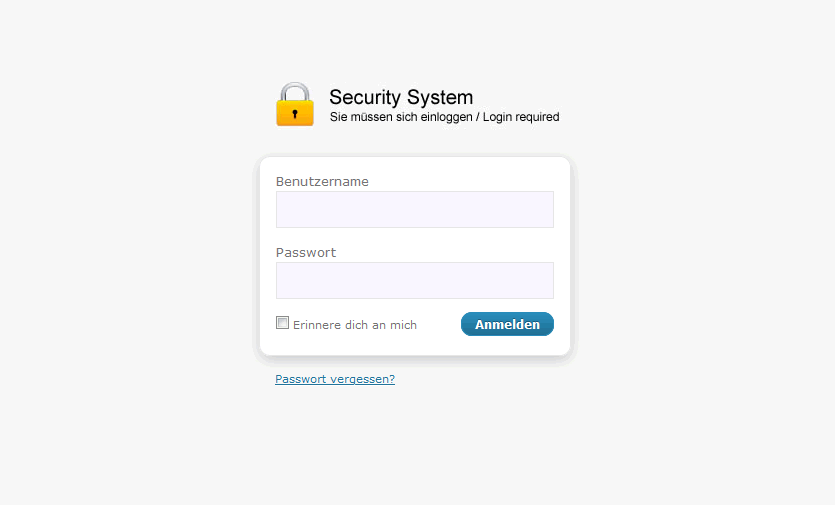 Security System
Sie müssen sich einloggen / Login required
Benutzername
Passwort
Erinnere dich an mich
Anmelden
Passwort vergessen?